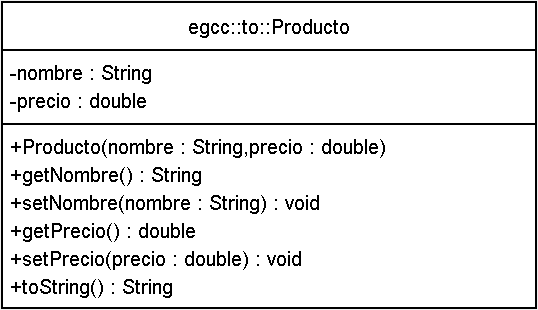 egcc::to::Producto
-nombre : String
-precio : double
+Producto(nombre : String,precio : double)
+getNombre() : String
+setNombre(nombre : String) : void
+getPrecio() : double
+setPrecio(precio : double) : void
+toString() : String